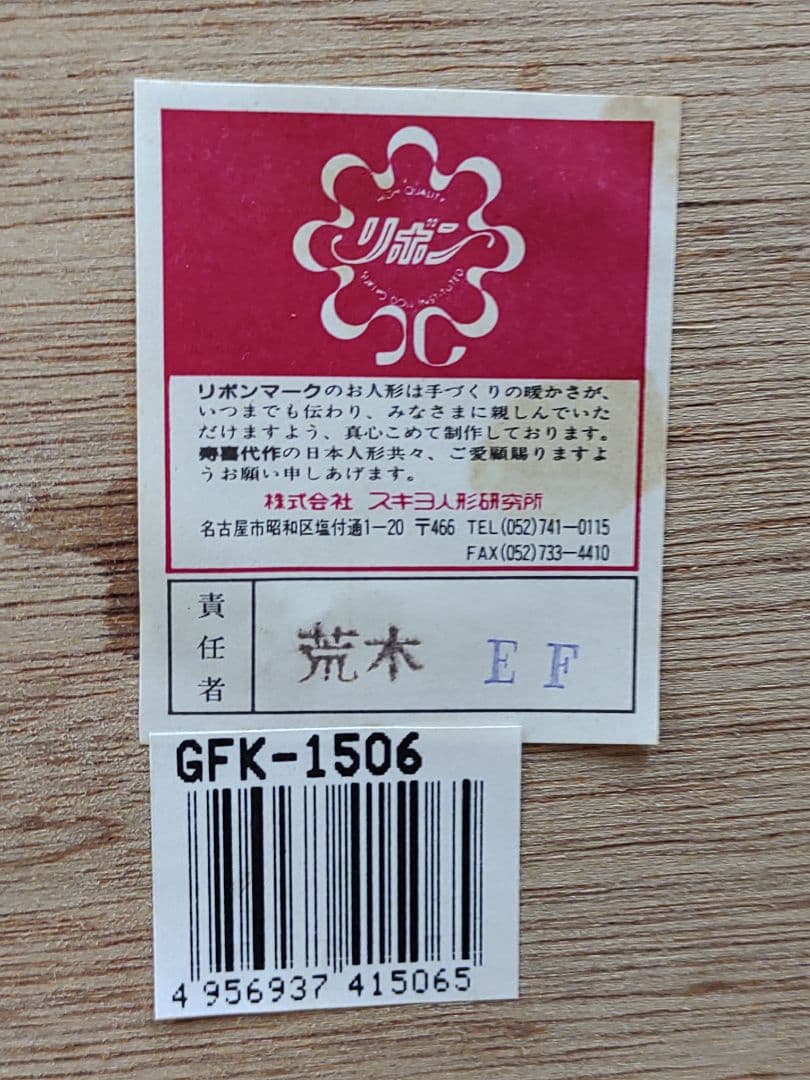 HIGH QUALITY
リボン
SUKIYO DOLL INSTITUTED
リボンマークのお人形は手づくりの暖かさが、
いつまでも伝わり、みなさまに親しんでいた
だけますよう、真心こめて制作しております。
寿喜代作の日本人形共々、ご愛顧賜りますよ
うお願い申しあげます。
株式会社 スキヨ人形研究所
名古屋市昭和区塩付通1−20 〒466 TEL(052)741−0115
FAX(052)733−4410
責任者
荒木 EF
GFK-1506
4 956937 415065